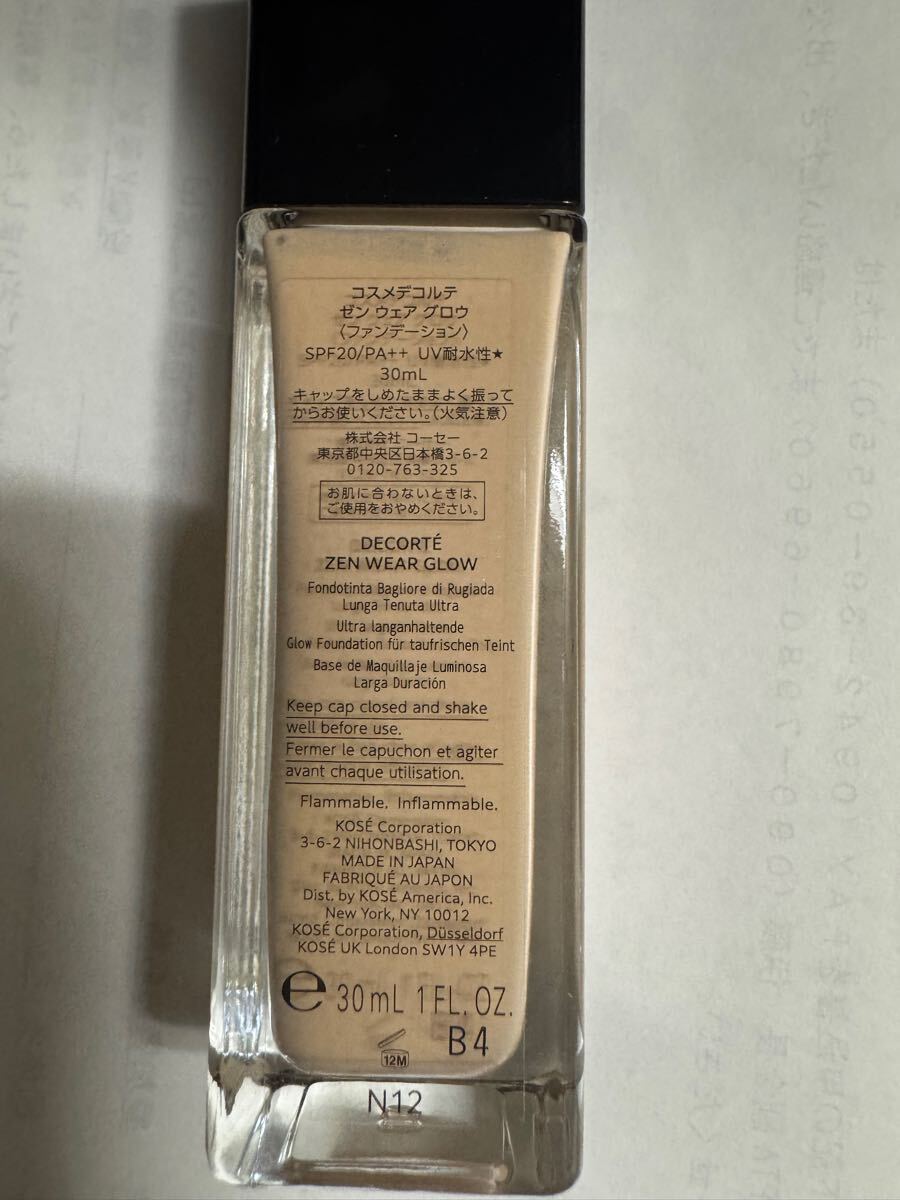 コスメデコルテ
ゼン ウェア グロウ
〈ファンデーション〉
SPF20/PA++ UV耐水性★
30mL
キャップをしめたままよく振って
からお使いください。(火気注意)
株式会社 コーセー
東京都中央区日本橋3-6-2
0120-763-325
お肌に合わないときは、
ご使用をおやめください。
DECORTÉ
ZEN WEAR GLOW
Fondotinta Bagliore di Rugiada
Lunga Tenuta Ultra
Ultra langanhaltende
Glow Foundation für taufrischen Teint
Base de Maquillaje Luminosa
Larga Duración
Keep cap closed and shake
well before use.
Fermer le capuchon et agiter
avant chaque utilisation.
Flammable. Inflammable.
KOSÉ Corporation
3-6-2 NIHONBASHI, TOKYO
MADE IN JAPAN
FABRIQUÉ AU JAPON
Dist. by KOSÉ America, Inc.
New York, NY 10012
KOSÉ Corporation, Düsseldorf
KOSÉ UK London SW1Y 4PE
℮ 30mL 1FL.OZ.
12M B4
N12